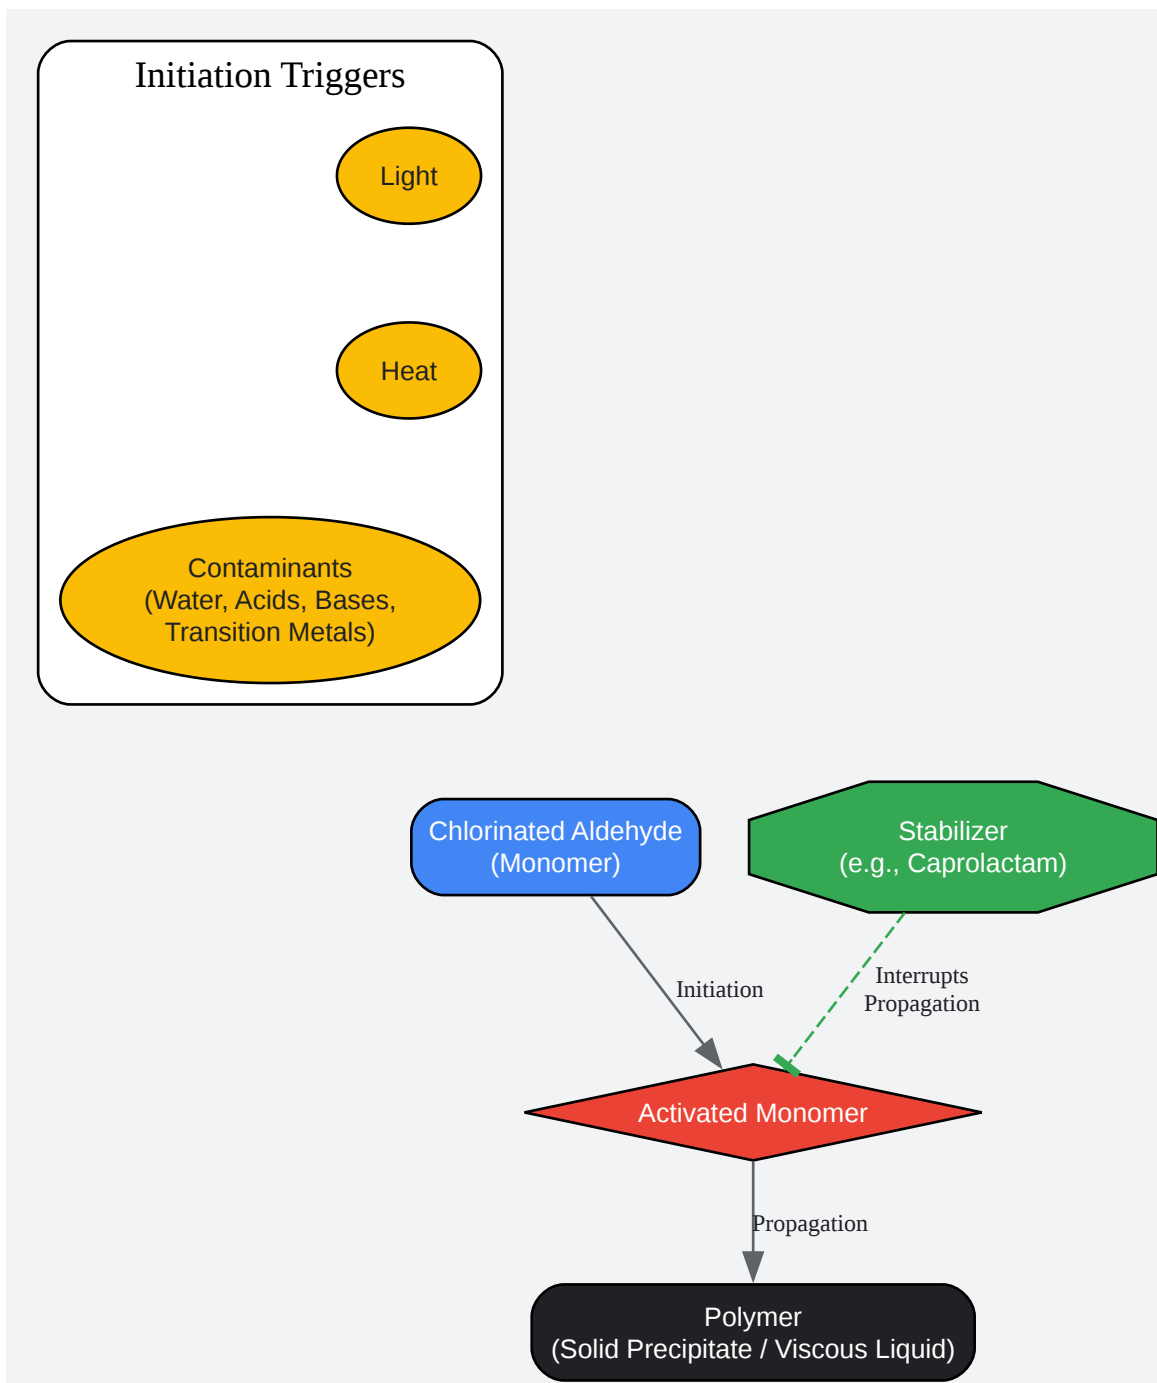 Initiation Triggers
Light
Heat
Contaminants
(Water, Acids, Bases,
Transition Metals)
Chlorinated Aldehyde
(Monomer)
Stabilizer
(e.g., Caprolactam)
Initiation
Interrupts
Propagation
Activated Monomer
Propagation
Polymer
(Solid Precipitate / Viscous Liquid)